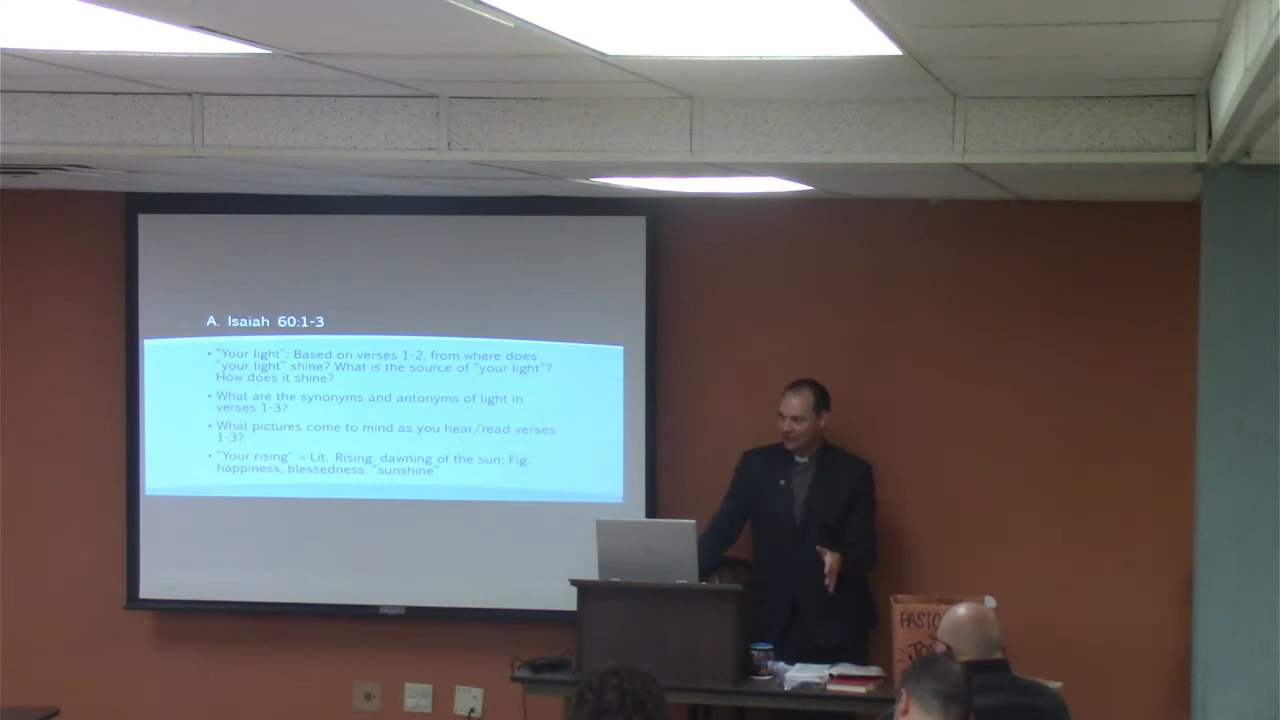 A. Isaiah 60:1-3
• "Your light": Based on verses 1-2, from where does
"your light" shine? What is the source of "your light"?
How does it shine?
• What are the synonyms and antonyms of light in
verses 1-3?
• What pictures come to mind as you hear/read verses
1-3?
• "Your rising" = Lit. Rising, dawning of the sun; Fig.
happiness, blessedness, "sunshine"